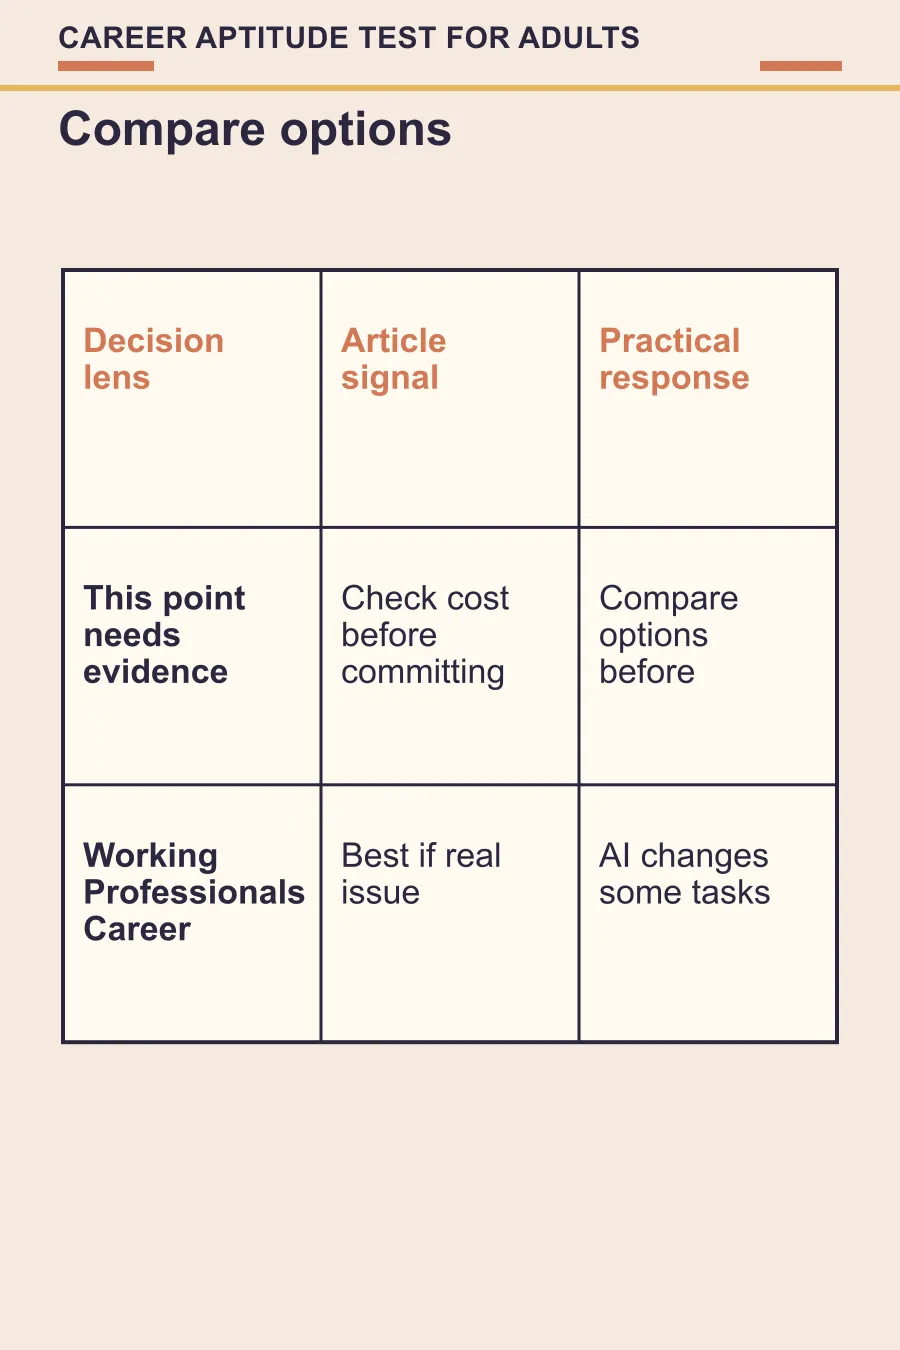 CAREER APTITUDE TEST FOR ADULTS
Compare options
Decision
lens
Article
signal
Practical
response
This point
needs
evidence
Check cost
before
committing
Compare
options
before
Working
Professionals
Career
Best if real
issue
AI changes
some tasks